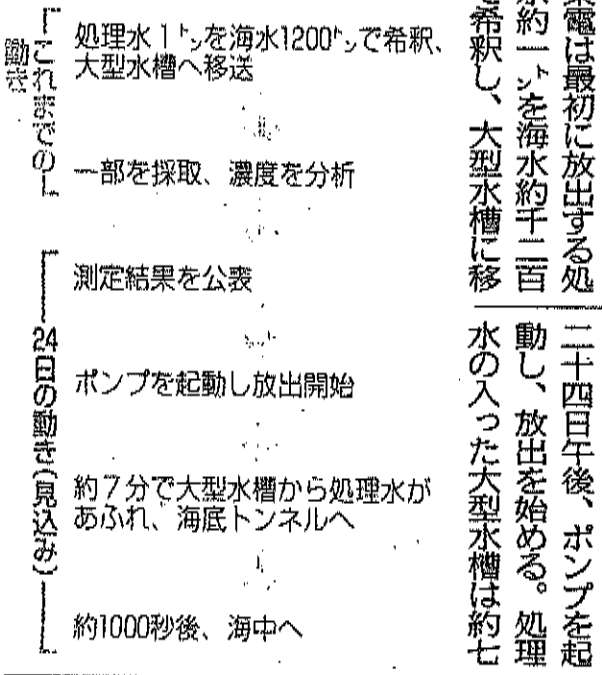 電は最初に放出する処
約一㌧を海水約千二百
希釈し、大型水槽に移
二十四日午後、ポンプを起
動し、放出を始める。処理
水の入った大型水槽は約七
これまでの
動き
処理水1㌧を海水1200㌧で希釈、
大型水槽へ移送
一部を採取、濃度を分析
24日の動き(見込み)
測定結果を公表
ポンプを起動し放出開始
約7分で大型水槽から処理水が
あふれ、海底トンネルへ
約1000秒後、海中へ